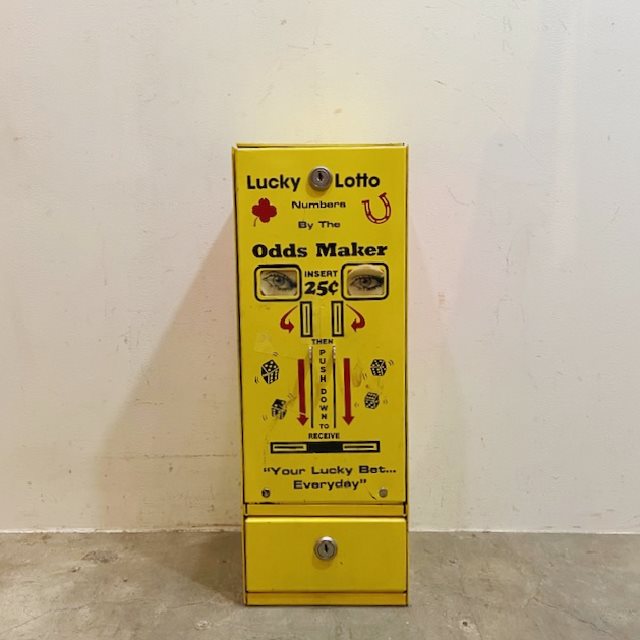 Lucky Lotto
Numbers
By The
Odds Maker
INSERT
25¢
THEN
PUSH DOWN TO
RECEIVE
"Your Lucky Bet...
Everyday"